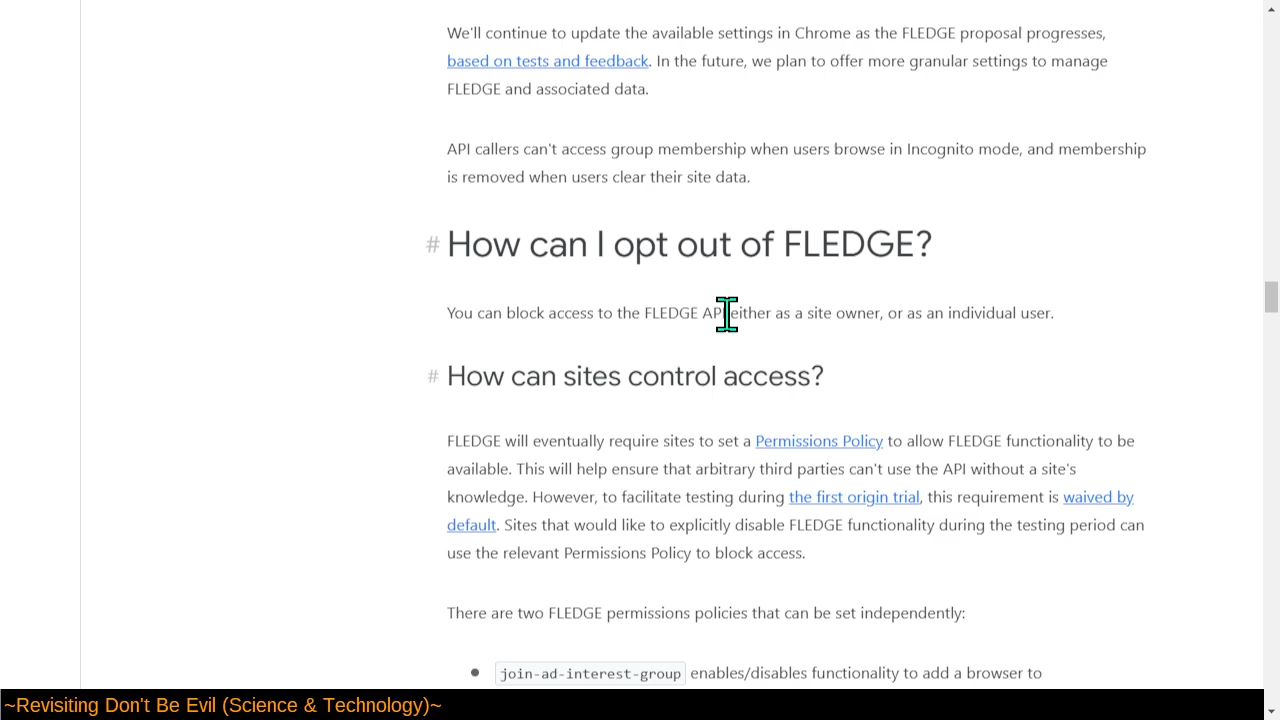 We'll continue to update the available settings in Chrome as the FLEDGE proposal progresses,
based on tests and feedback. In the future, we plan to offer more granular settings to manage
FLEDGE and associated data.
API callers can't access group membership when users browse in Incognito mode, and membership
is removed when users clear their site data.
# How can I opt out of FLEDGE?
You can block access to the FLEDGE API either as a site owner, or as an individual user.
# How can sites control access?
FLEDGE will eventually require sites to set a Permissions Policy to allow FLEDGE functionality to be
available. This will help ensure that arbitrary third parties can't use the API without a site's
knowledge. However, to facilitate testing during the first origin trial, this requirement is waived by
default. Sites that would like to explicitly disable FLEDGE functionality during the testing period can
use the relevant Permissions Policy to block access.
There are two FLEDGE permissions policies that can be set independently:
• join-ad-interest-group enables/disables functionality to add a browser to
~Revisiting Don't Be Evil (Science & Technology)~